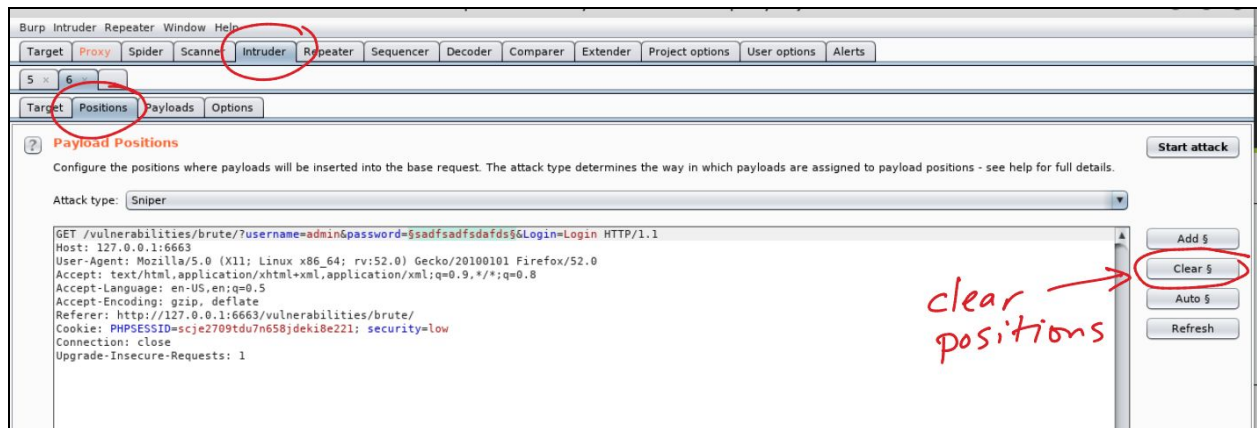 Burp Intruder Repeater Window Help
Target Proxy Spider Scanner Intruder Repeater Sequencer Decoder Comparer Extender Project options User options Alerts
5 × 6 × ...
Target Positions Payloads Options
? Payload Positions
Start attack
Configure the positions where payloads will be inserted into the base request. The attack type determines the way in which payloads are assigned to payload positions - see help for full details.
Attack type: Sniper
GET /vulnerabilities/brute/?username=admin&password=§sadfsadfsdafds§&Login=Login HTTP/1.1
Host: 127.0.0.1:6663
User-Agent: Mozilla/5.0 (X11; Linux x86_64; rv:52.0) Gecko/20100101 Firefox/52.0
Accept: text/html,application/xhtml+xml,application/xml;q=0.9,*/*;q=0.8
Accept-Language: en-US,en;q=0.5
Accept-Encoding: gzip, deflate
Referer: http://127.0.0.1:6663/vulnerabilities/brute/
Cookie: PHPSESSID=scje2709tdu7n658jdeki8e221; security=low
Connection: close
Upgrade-Insecure-Requests: 1
Add §
Clear §
Auto §
Refresh
clear
positions